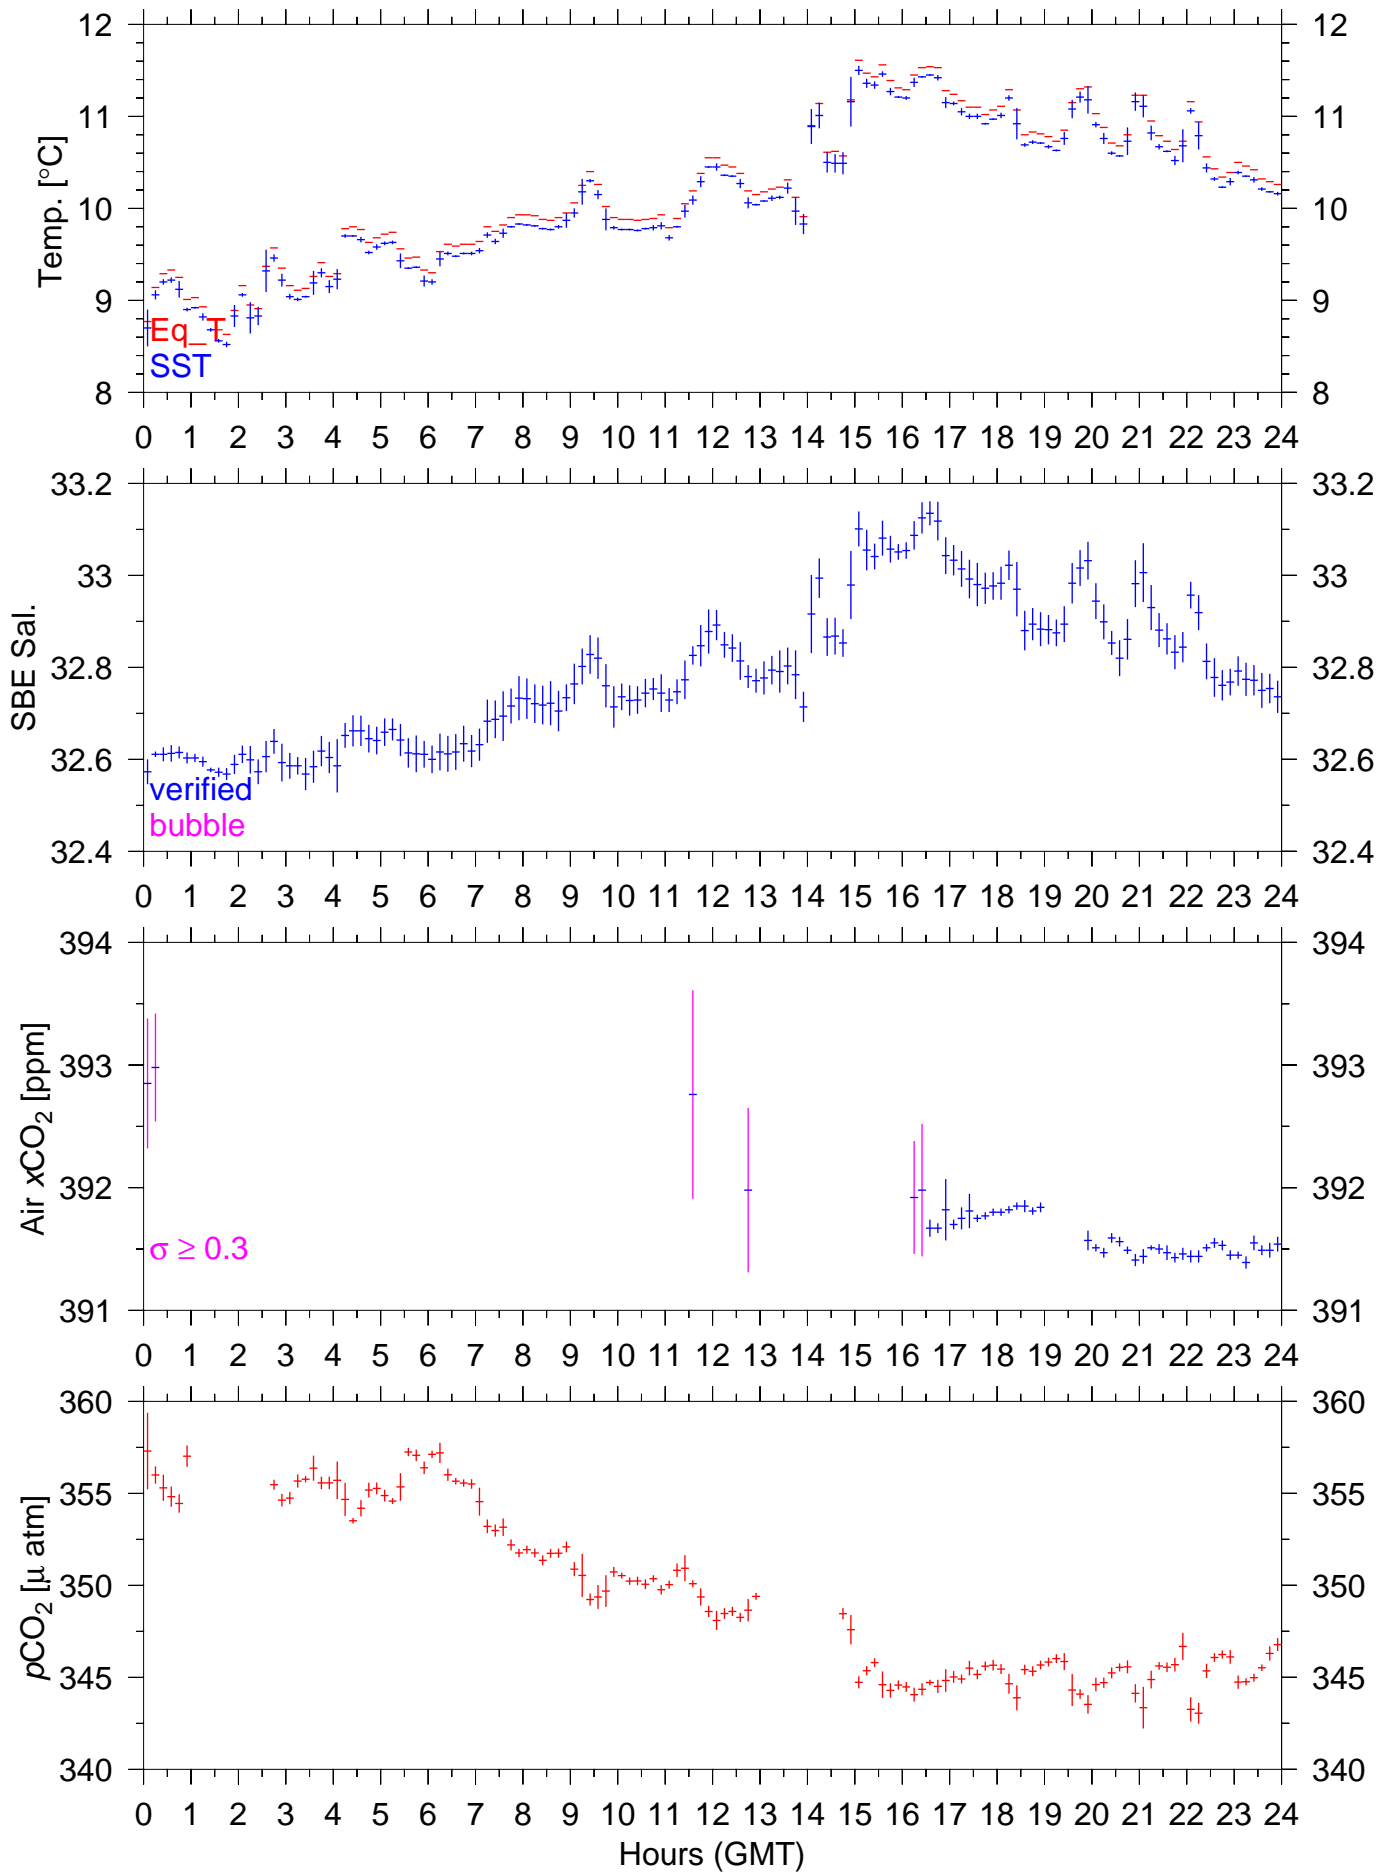 12 12
11 11
10 10
9 9
8 8
Temp. [°C]
Eq_T
SST
0 1 2 3 4 5 6 7 8 9 10 11 12 13 14 15 16 17 18 19 20 21 22 23 24
33.2 33.2
33 33
32.8 32.8
32.6 32.6
32.4 32.4
SBE Sal.
verified
bubble
0 1 2 3 4 5 6 7 8 9 10 11 12 13 14 15 16 17 18 19 20 21 22 23 24
394 394
393 393
392 392
391 391
Air xCO₂ [ppm]
σ ≥ 0.3
0 1 2 3 4 5 6 7 8 9 10 11 12 13 14 15 16 17 18 19 20 21 22 23 24
360 360
355 355
350 350
345 345
340 340
pCO₂ [μ atm]
0 1 2 3 4 5 6 7 8 9 10 11 12 13 14 15 16 17 18 19 20 21 22 23 24
Hours (GMT)